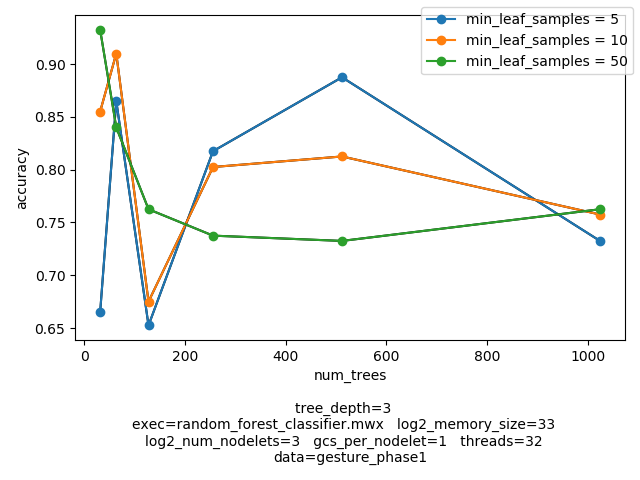 min_leaf_samples = 5
min_leaf_samples = 10
min_leaf_samples = 50
0.90
0.85
0.80
0.75
0.70
0.65
accuracy
0 200 400 600 800 1000
num_trees
tree_depth=3
exec=random_forest_classifier.mwx log2_memory_size=33
log2_num_nodelets=3 gcs_per_nodelet=1 threads=32
data=gesture_phase1